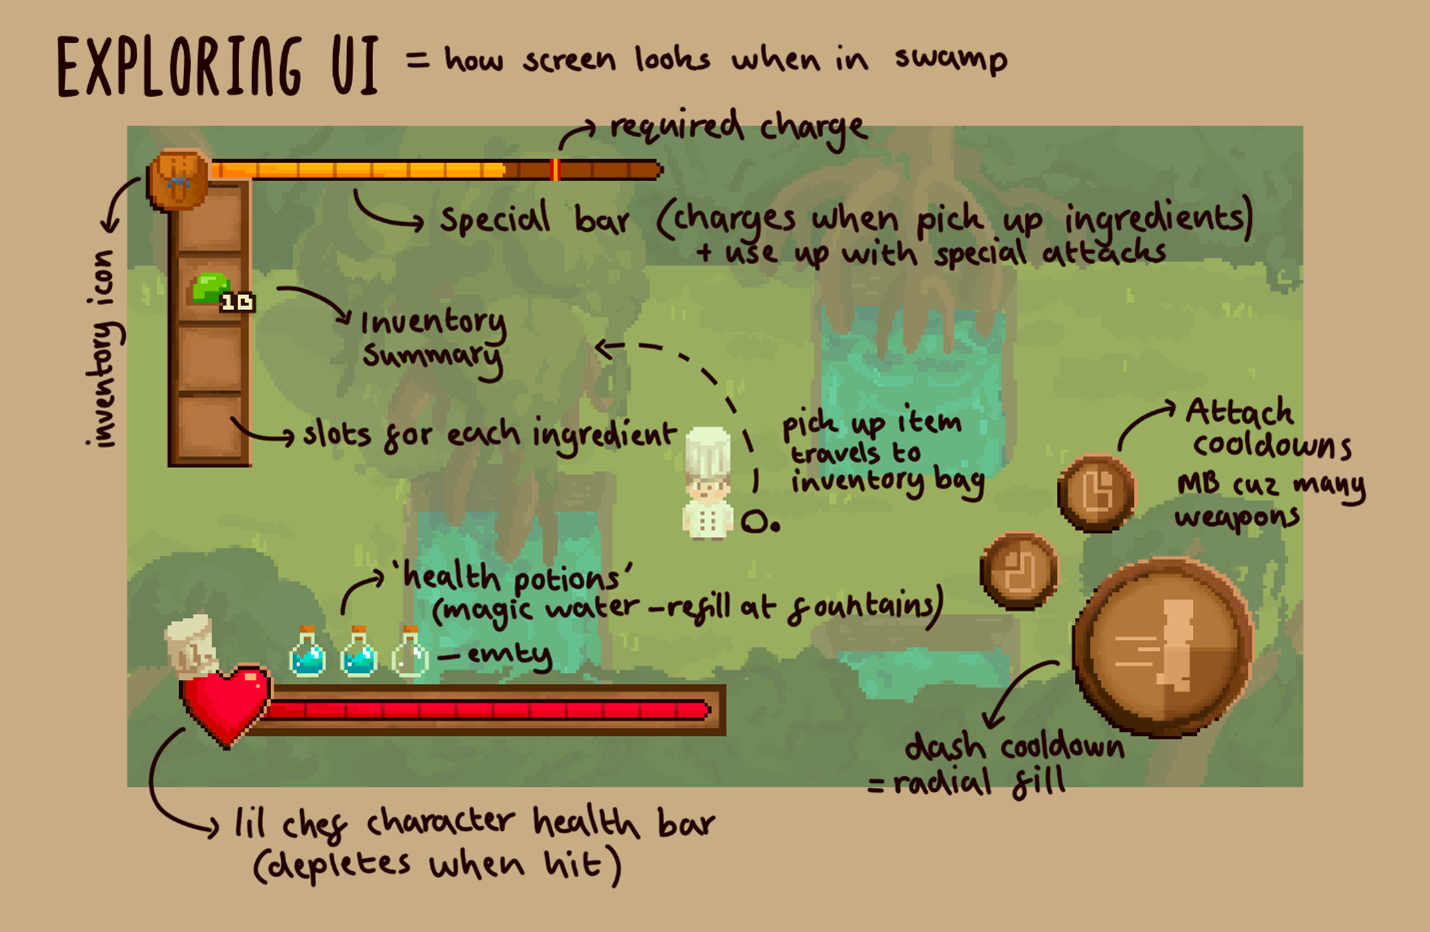 EXPLORING UI = how screen looks when in swamp
required charge
Special bar (charges when pick up ingredients)
+ use up with special attacks
inventory icon
10
Inventory
Summary
slots for each ingredient
pick up item
travels to
inventory bag
Attack
cooldowns
MB cuz many
weapons
'health potions'
(magic water - refill at fountains)
- emty
dash cooldown
= radial fill
lil chef character health bar
(depletes when hit)